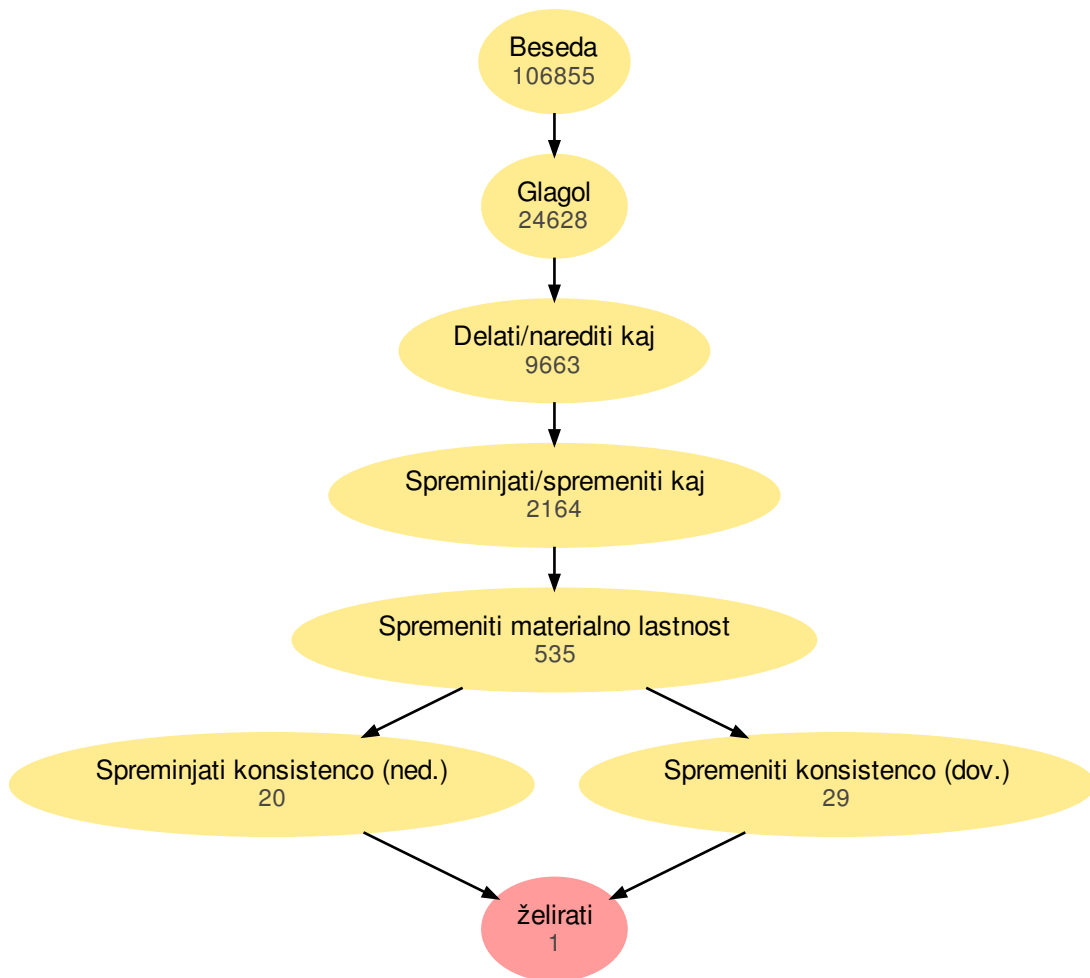 Beseda
106855
Glagol
24628
Delati/narediti kaj
9663
Spreminjati/spremeniti kaj
2164
Spremeniti materialno lastnost
535
Spreminjati konsistenco (ned.)
20
Spremeniti konsistenco (dov.)
29
želirati
1